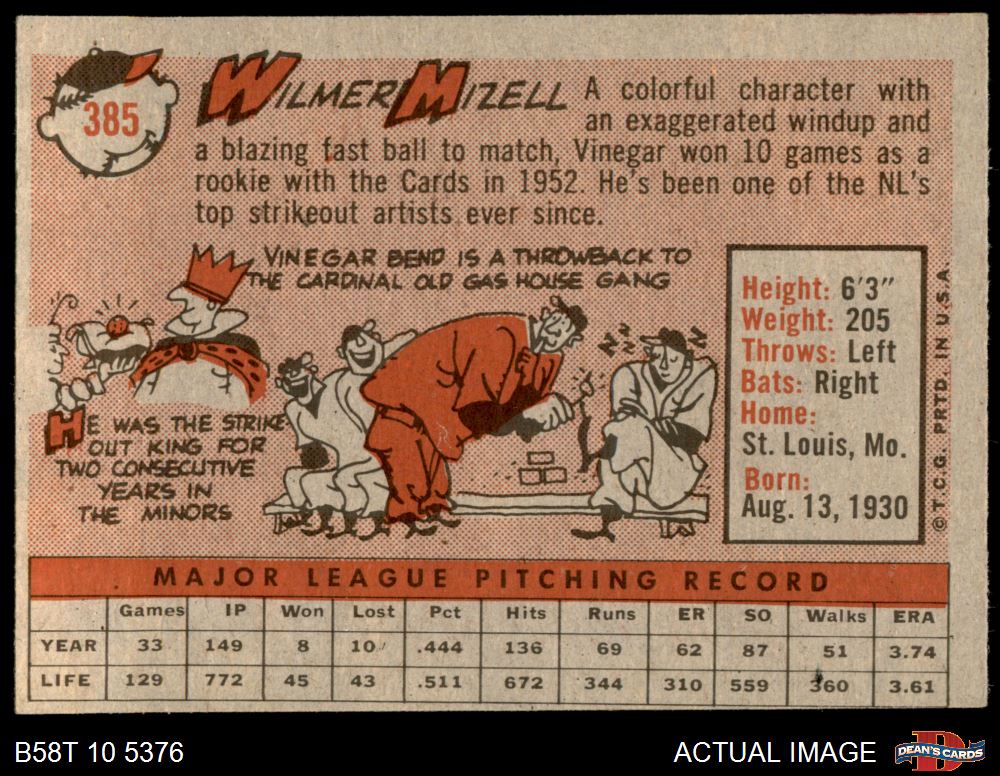 385
WILMER MIZELL
A colorful character with
an exaggerated windup and
a blazing fast ball to match, Vinegar won 10 games as a
rookie with the Cards in 1952. He's been one of the NL's
top strikeout artists ever since.
VINEGAR BEND IS A THROWBACK TO
THE CARDINAL OLD GAS HOUSE GANG
HE WAS THE STRIKE
OUT KING FOR
TWO CONSECUTIVE
YEARS IN
THE MINORS
Z Z Z Z Z
Height: 6'3"
Weight: 205
Throws: Left
Bats: Right
Home:
St. Louis, Mo.
Born:
Aug. 13, 1930
© T.C.G. PRTD. IN U.S.A.
MAJOR LEAGUE PITCHING RECORD
Games IP Won Lost Pct Hits Runs ER SO Walks ERA
YEAR 33 149 8 10 .444 136 69 62 87 51 3.74
LIFE 129 772 45 43 .511 672 344 310 559 360 3.61
B58T 10 5376
ACTUAL IMAGE
DEAN'S CARDS